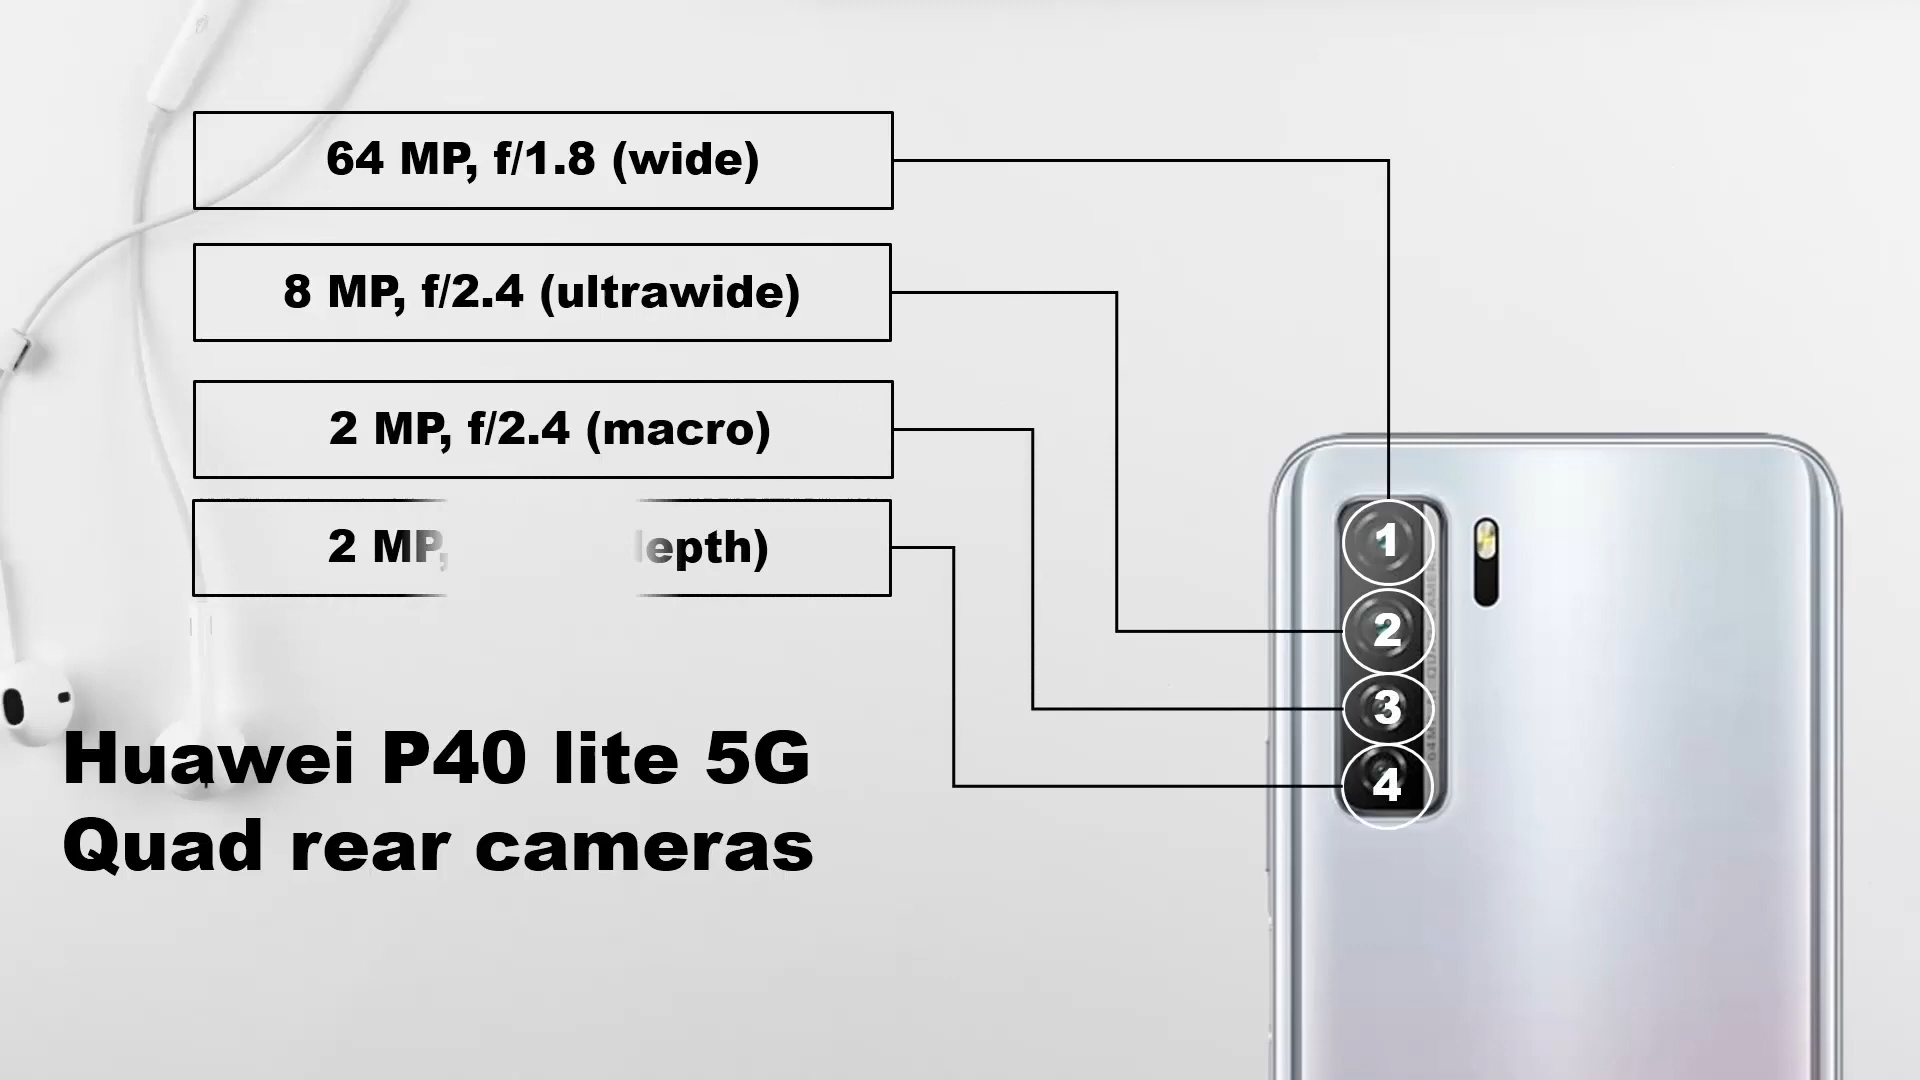 64 MP, f/1.8 (wide)
8 MP, f/2.4 (ultrawide)
2 MP, f/2.4 (macro)
2 MP,
1
2
3
4
Huawei P40 lite 5G
Quad rear cameras